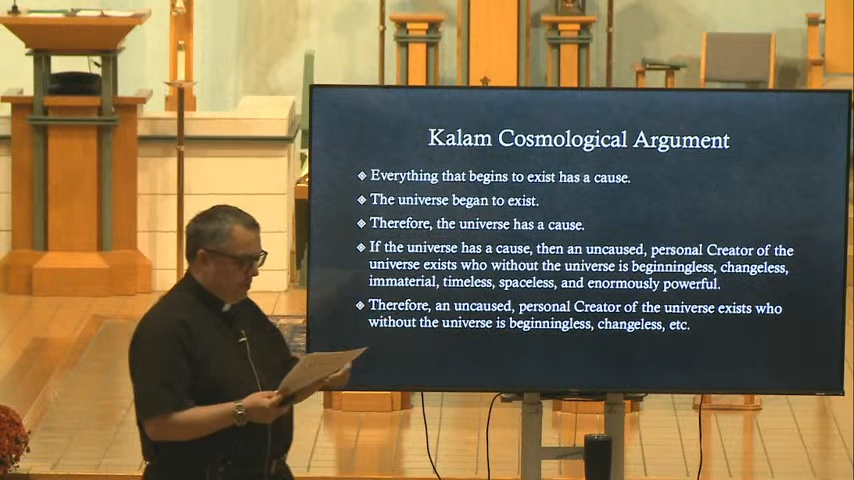 Kalam Cosmological Argument
Everything that begins to exist has a cause.
The universe began to exist.
Therefore, the universe has a cause.
If the universe has a cause, then an uncaused, personal Creator of the
universe exists who without the universe is beginningless, changeless,
immaterial, timeless, spaceless, and enormously powerful.
Therefore, an uncaused, personal Creator of the universe exists who
without the universe is beginningless, changeless, etc.